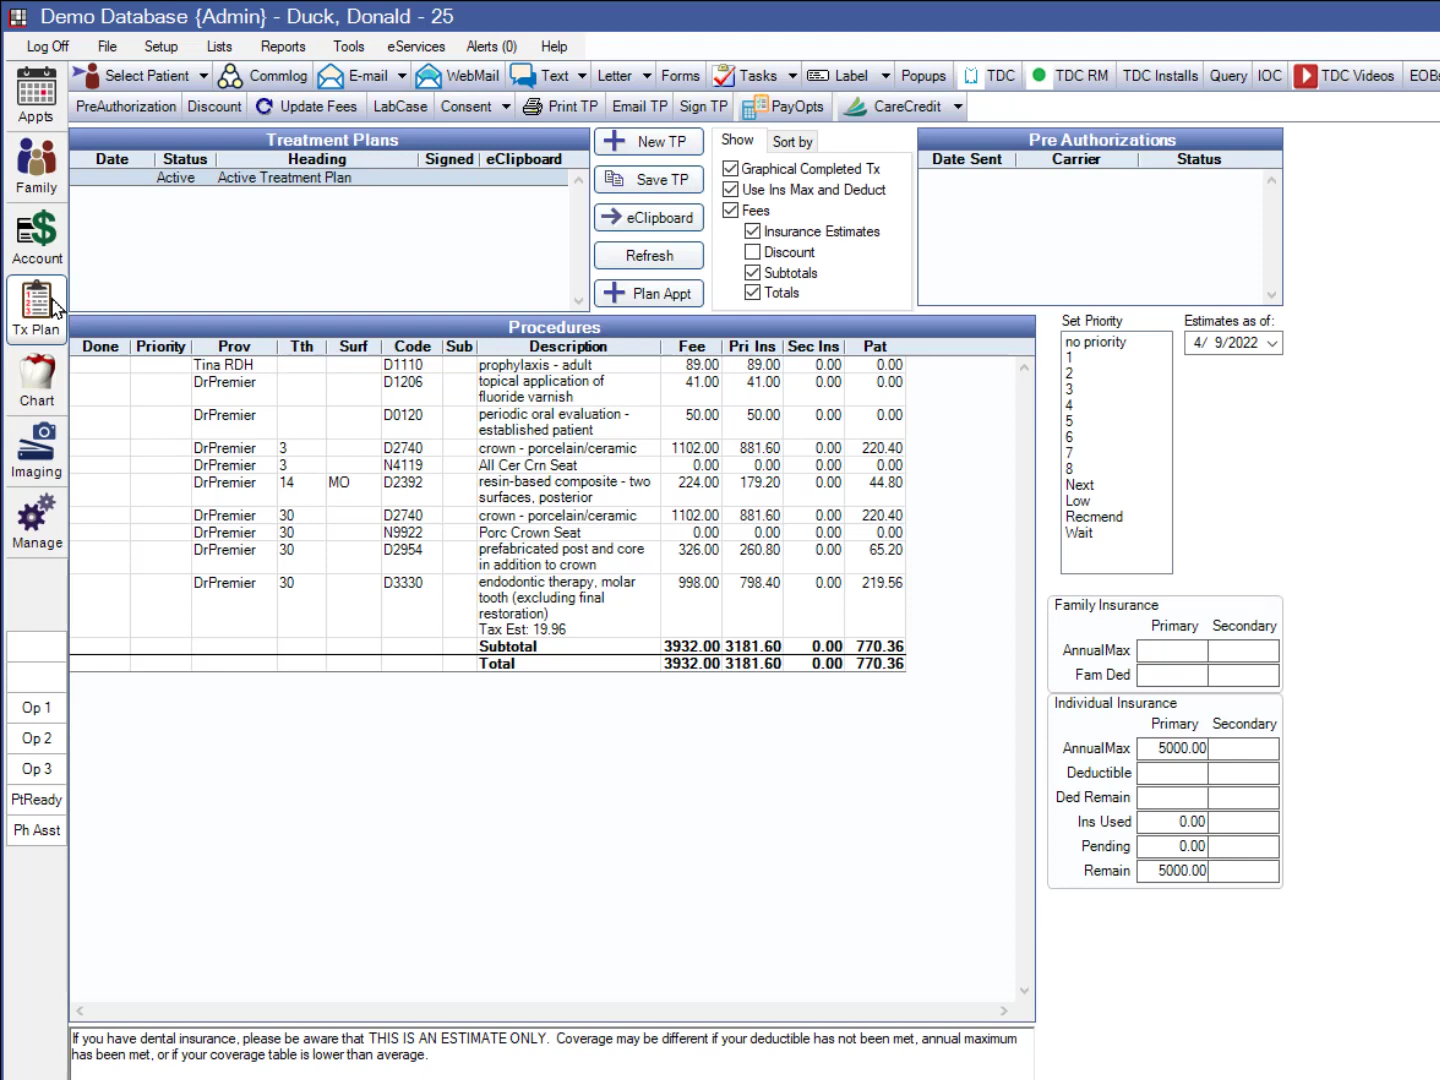 Demo Database {Admin} - Duck, Donald - 25
Log Off File Setup Lists Reports Tools eServices Alerts (0) Help
Select Patient Commlog E-mail WebMail Text Letter Forms Tasks Label Popups TDC TDC RM TDC Installs Query IOC TDC Videos EOBs
PreAuthorization Discount Update Fees LabCase Consent Print TP Email TP Sign TP PayOpts CareCredit
Appts
Family
Account
Tx Plan
Chart
Imaging
Manage
Op 1
Op 2
Op 3
PtReady
Ph Asst
Treatment Plans
Date Status Heading Signed eClipboard
Active Active Treatment Plan
New TP
Save TP
eClipboard
Refresh
Plan Appt
Show Sort by
Graphical Completed Tx
Use Ins Max and Deduct
Fees
Insurance Estimates
Discount
Subtotals
Totals
Pre Authorizations
Date Sent Carrier Status
Procedures
Done Priority Prov Tth Surf Code Sub Description Fee Pri Ins Sec Ins Pat
Tina RDH D1110 prophylaxis - adult 89.00 89.00 0.00 0.00
DrPremier D1206 topical application of 41.00 41.00 0.00 0.00
fluoride varnish
DrPremier D0120 periodic oral evaluation - 50.00 50.00 0.00 0.00
established patient
DrPremier 3 D2740 crown - porcelain/ceramic 1102.00 881.60 0.00 220.40
DrPremier 3 N4119 All Cer Crn Seat 0.00 0.00 0.00 0.00
DrPremier 14 MO D2392 resin-based composite - two 224.00 179.20 0.00 44.80
surfaces, posterior
DrPremier 30 D2740 crown - porcelain/ceramic 1102.00 881.60 0.00 220.40
DrPremier 30 N9922 Porc Crown Seat 0.00 0.00 0.00 0.00
DrPremier 30 D2954 prefabricated post and core 326.00 260.80 0.00 65.20
in addition to crown
DrPremier 30 D3330 endodontic therapy, molar 998.00 798.40 0.00 219.56
tooth (excluding final
restoration)
Tax Est: 19.96
Subtotal 3932.00 3181.60 0.00 770.36
Total 3932.00 3181.60 0.00 770.36
Set Priority
no priority
1
2
3
4
5
6
7
8
Next
Low
Recmend
Wait
Estimates as of:
4/ 9/2022
Family Insurance
Primary Secondary
AnnualMax
Fam Ded
Individual Insurance
Primary Secondary
AnnualMax 5000.00
Deductible
Ded Remain
Ins Used 0.00
Pending 0.00
Remain 5000.00
If you have dental insurance, please be aware that THIS IS AN ESTIMATE ONLY. Coverage may be different if your deductible has not been met, annual maximum
has been met, or if your coverage table is lower than average.